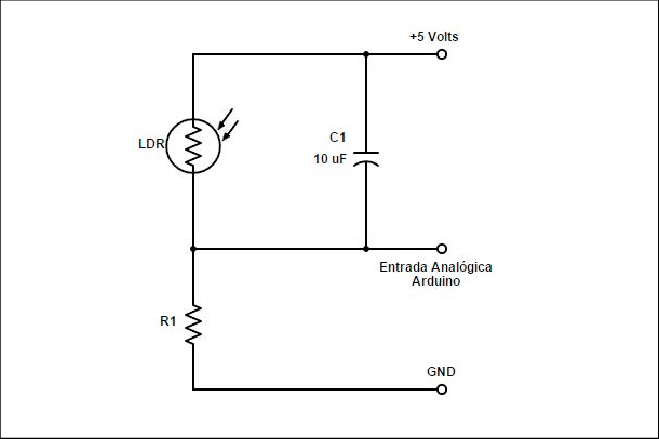 +5 Volts
LDR
C1
10 uF
Entrada Analógica
Arduino
R1
GND